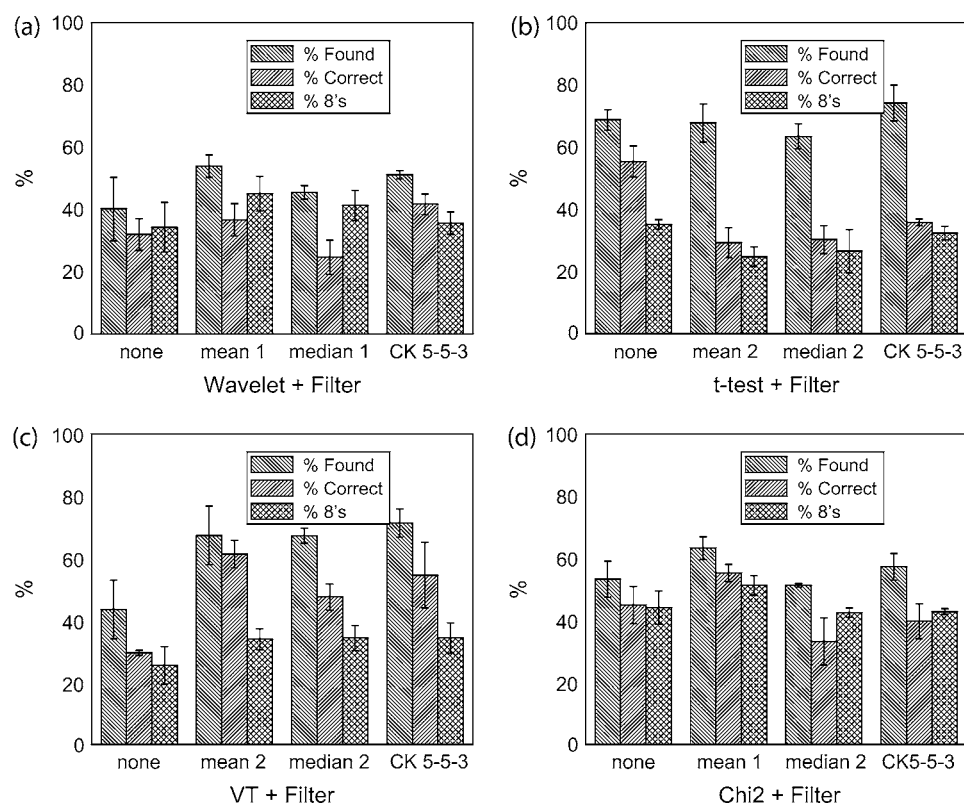 (a)
100
80
60
40
20
0
%
% Found
% Correct
% 8's
none mean 1 median 1 CK 5-5-3
Wavelet + Filter
(b)
100
80
60
40
20
0
%
% Found
% Correct
% 8's
none mean 2 median 2 CK 5-5-3
t-test + Filter
(c)
100
80
60
40
20
0
%
% Found
% Correct
% 8's
none mean 2 median 2 CK 5-5-3
VT + Filter
(d)
100
80
60
40
20
0
%
% Found
% Correct
% 8's
none mean 1 median 2 CK5-5-3
Chi2 + Filter